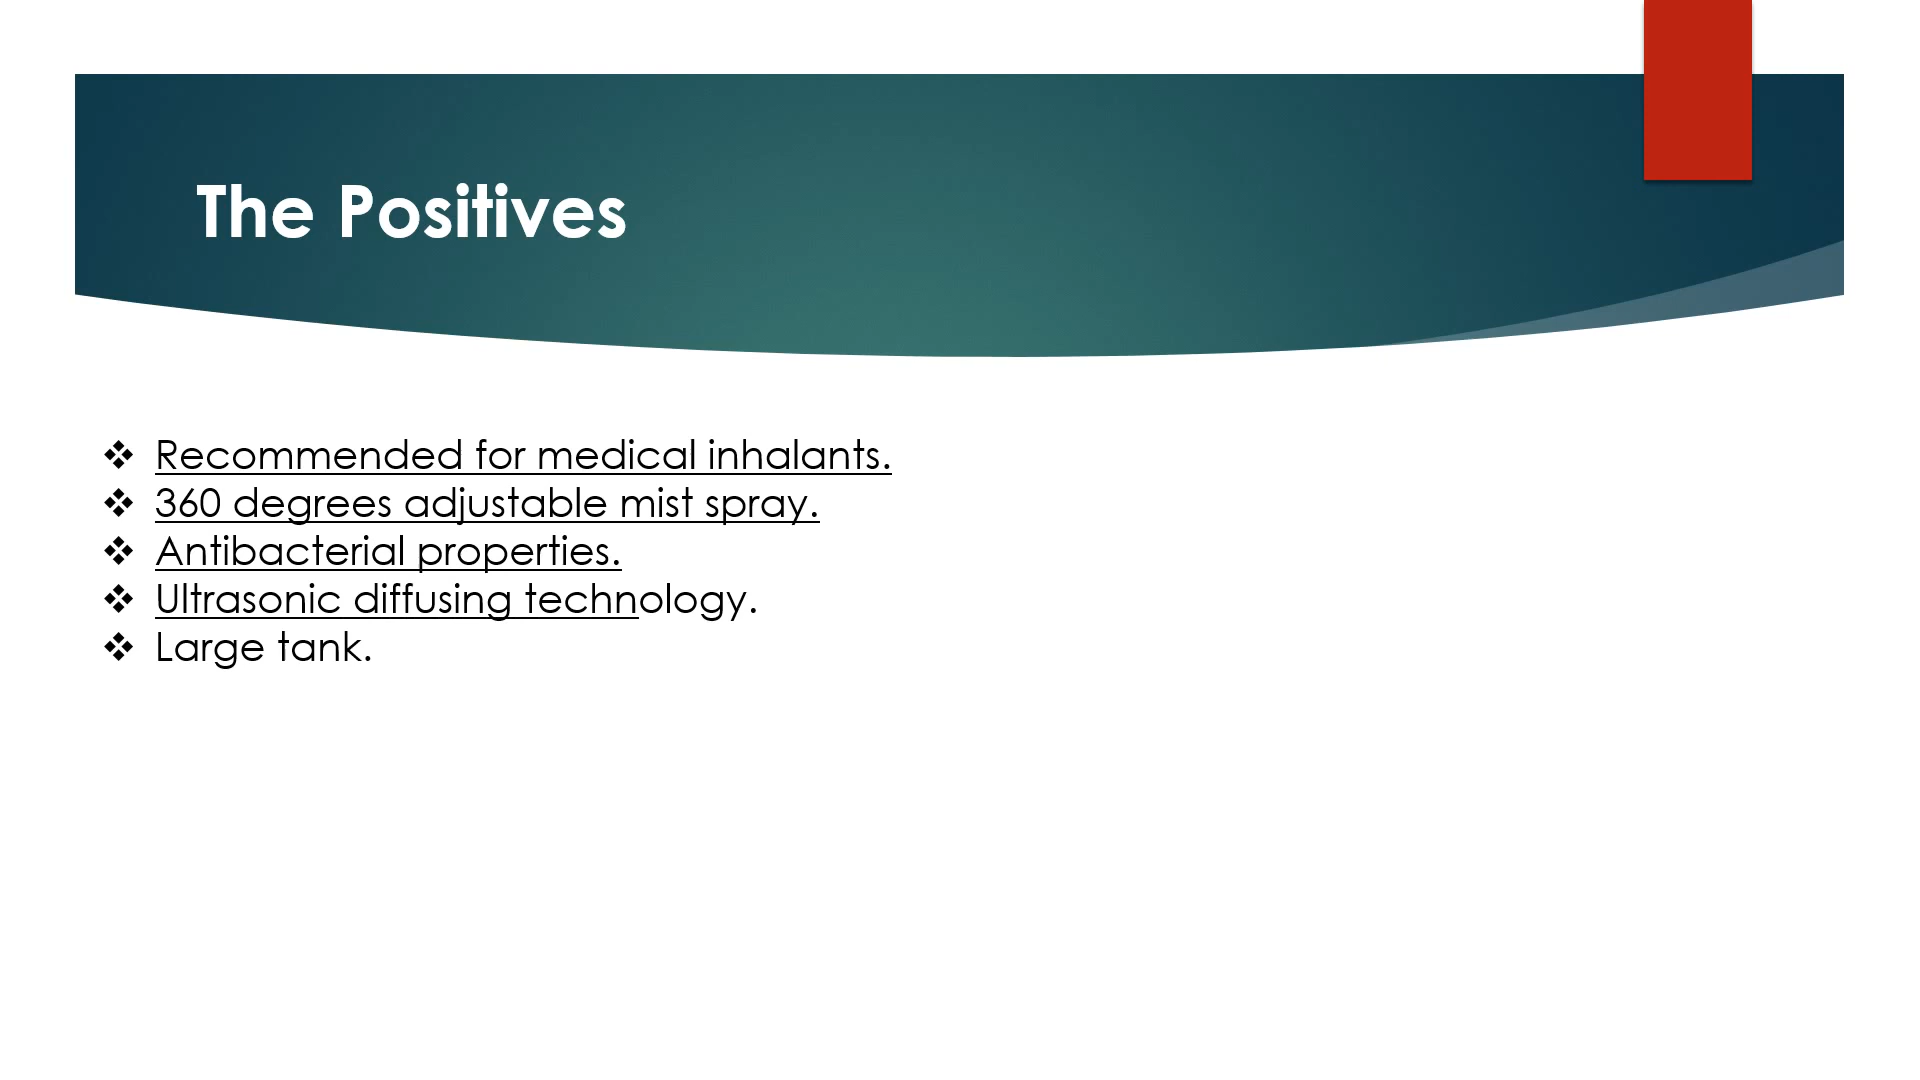 The Positives
❖ Recommended for medical inhalants.
❖ 360 degrees adjustable mist spray.
❖ Antibacterial properties.
❖ Ultrasonic diffusing technology.
❖ Large tank.